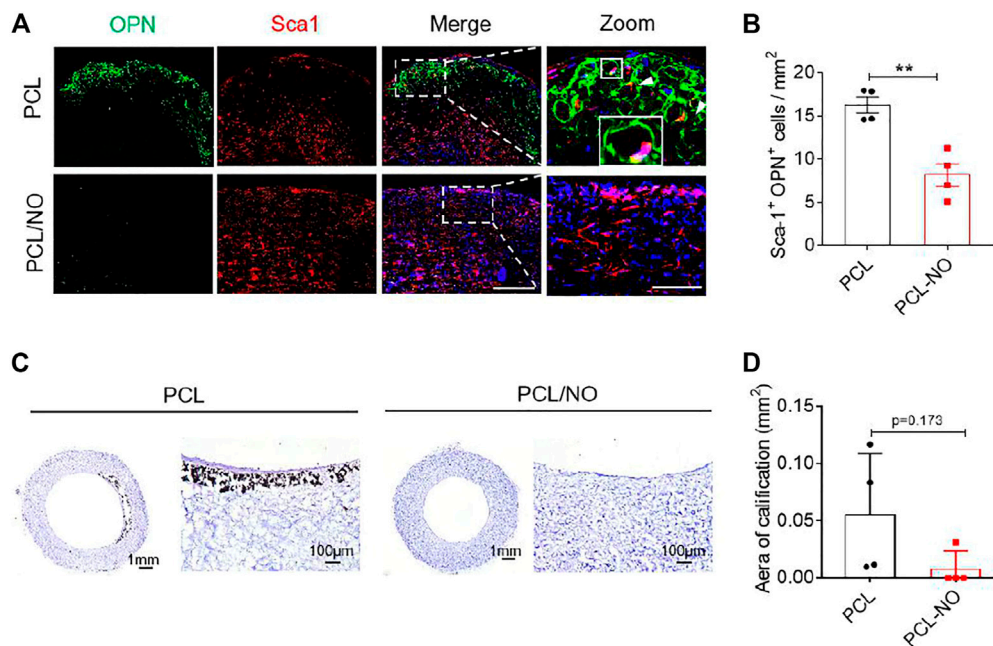 A
OPN
Sca1
Merge
Zoom
PCL
PCL/NO
B
Sca-1+ OPN+ cells / mm2
20
15
10
5
0
**
PCL
PCL-NO
C
PCL
PCL/NO
1mm
100μm
1mm
100μm
D
Aera of calification (mm2)
0.15
0.10
0.05
0.00
p=0.173
PCL
PCL-NO